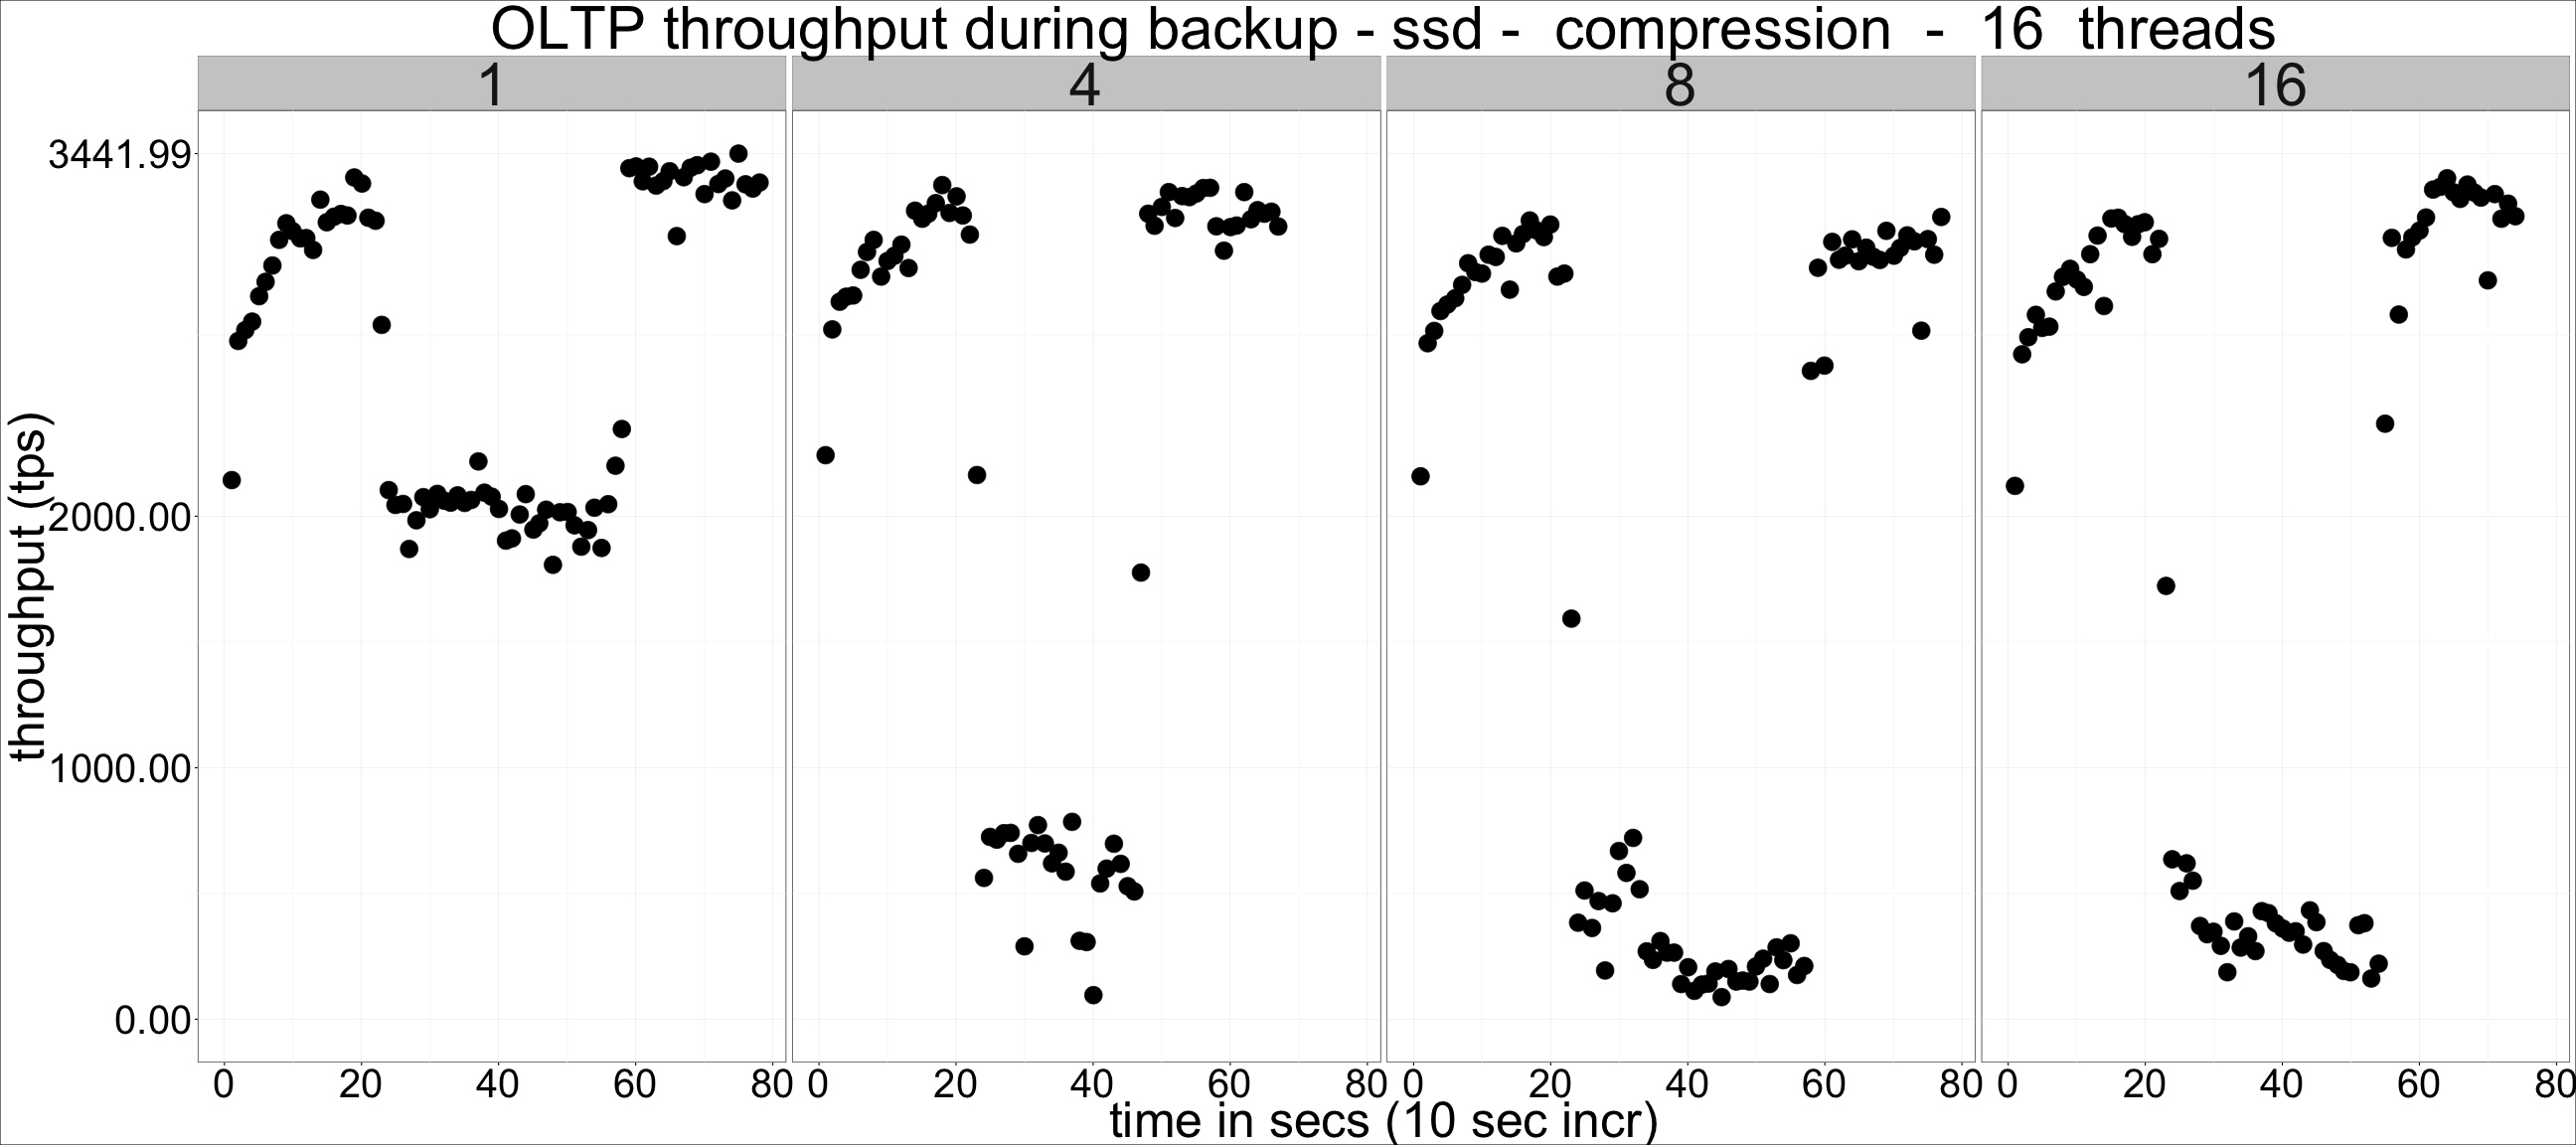 OLTP throughput during backup - ssd -  compression  -  16  threads
1 4 8 16
throughput (tps)
3441.99
2000.00
1000.00
0.00
0 20 40 60 80 0 20 40 60 80 0 20 40 60 80 0 20 40 60 80
time in secs (10 sec incr)